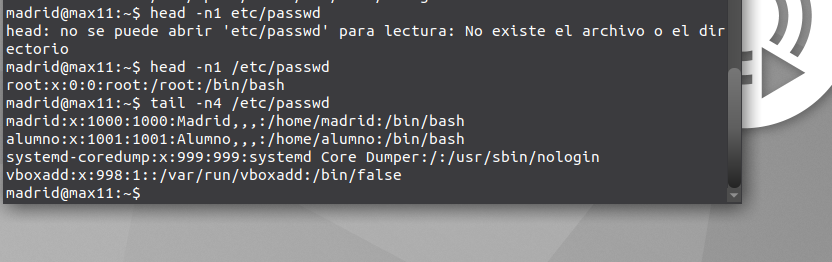 madrid@max11:~$ head -n1 etc/passwd
head: no se puede abrir 'etc/passwd' para lectura: No existe el archivo o el dir
ectorio
madrid@max11:~$ head -n1 /etc/passwd
root:x:0:0:root:/root:/bin/bash
madrid@max11:~$ tail -n4 /etc/passwd
madrid:x:1000:1000:Madrid,,,:/home/madrid:/bin/bash
alumno:x:1001:1001:Alumno,,,:/home/alumno:/bin/bash
systemd-coredump:x:999:999:systemd Core Dumper:/:/usr/sbin/nologin
vboxadd:x:998:1::/var/run/vboxadd:/bin/false
madrid@max11:~$